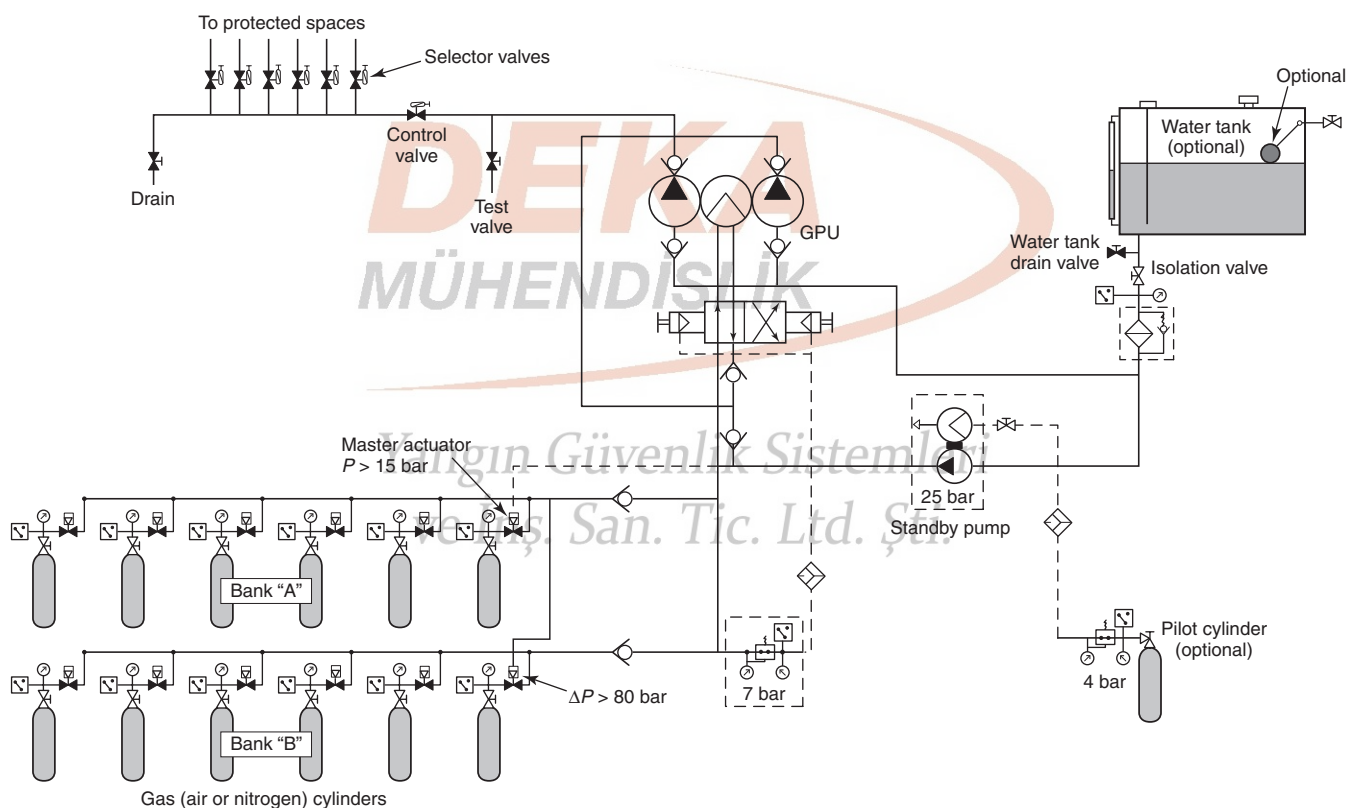 To protected spaces
Selector valves
Control
valve
Drain
Test
valve
GPU
Optional
Water tank
(optional)
Water tank
drain valve
Isolation valve
DEKA
MÜHENDİSLİK
Yangın Güvenlik Sistemleri
ve İnş. San. Tic. Ltd. Şti.
Master actuator
P > 15 bar
25 bar
Standby pump
Bank “A”
Pilot cylinder
(optional)
7 bar
4 bar
ΔP > 80 bar
Bank “B”
Gas (air or nitrogen) cylinders